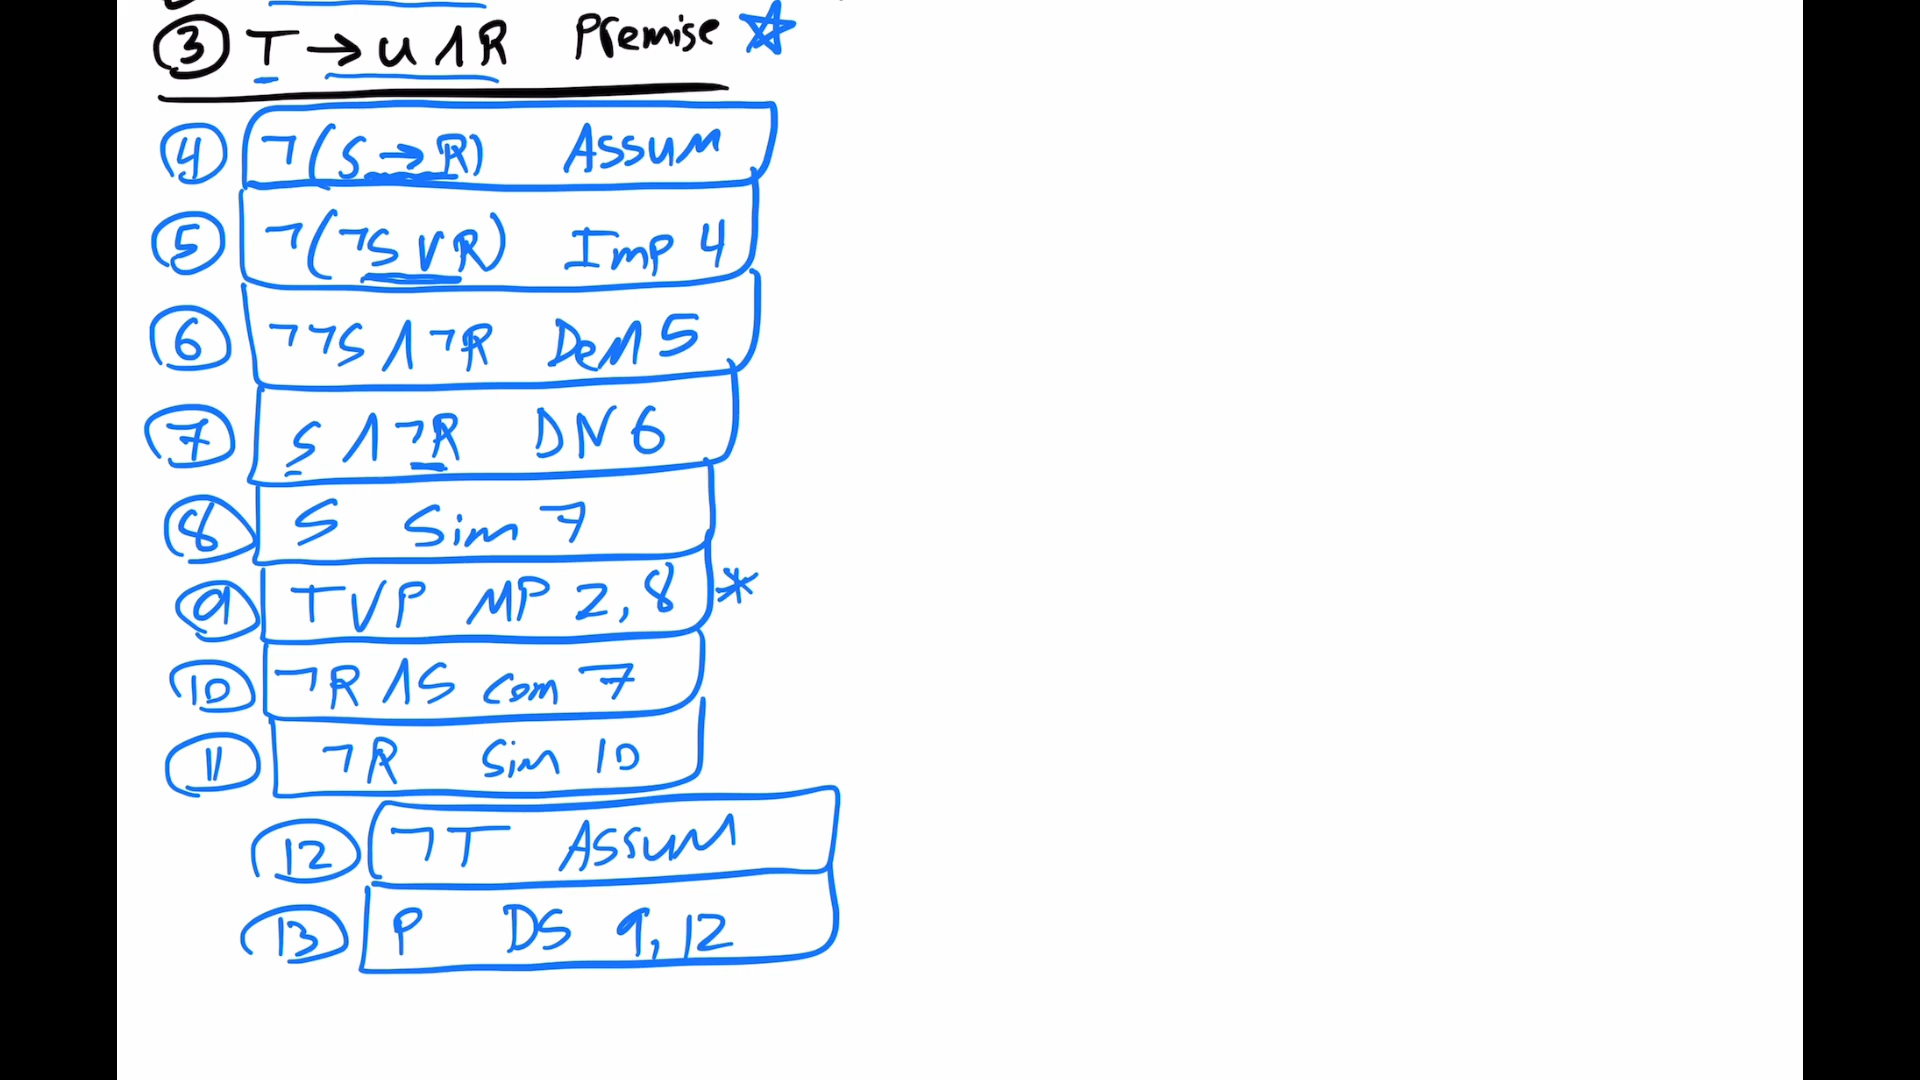 ③ T → U ∧ R Premise ☆
④ ¬(S → R) Assum
⑤ ¬(¬S ∨ R) Imp 4
⑥ ¬¬S ∧ ¬R DeM 5
⑦ S ∧ ¬R DN 6
⑧ S Sim 7
⑨ T ∨ P MP 2, 8 *
⑩ ¬R ∧ S Com 7
⑪ ¬R Sim 10
⑫ ¬T Assum
⑬ P DS 9, 12